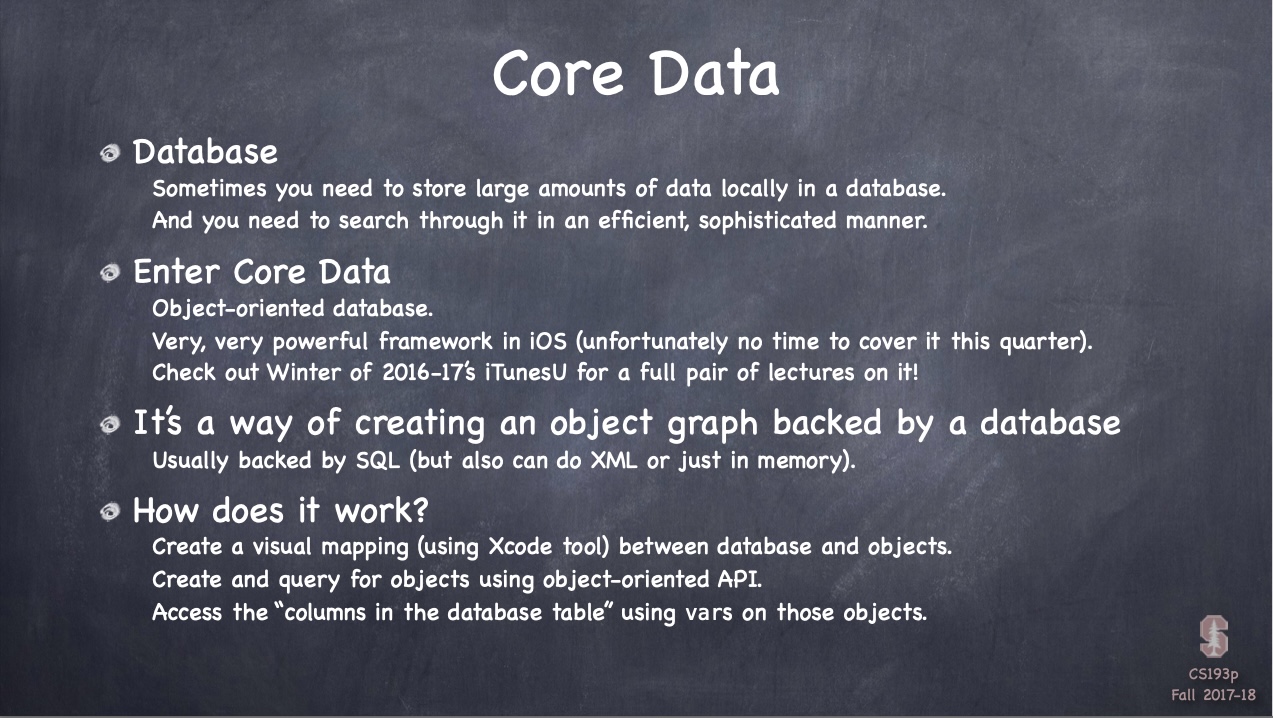 Core Data
Database
Sometimes you need to store large amounts of data locally in a database.
And you need to search through it in an efficient, sophisticated manner.
Enter Core Data
Object-oriented database.
Very, very powerful framework in iOS (unfortunately no time to cover it this quarter).
Check out Winter of 2016-17’s iTunesU for a full pair of lectures on it!
It’s a way of creating an object graph backed by a database
Usually backed by SQL (but also can do XML or just in memory).
How does it work?
Create a visual mapping (using Xcode tool) between database and objects.
Create and query for objects using object-oriented API.
Access the “columns in the database table” using vars on those objects.
S
CS193p
Fall 2017-18